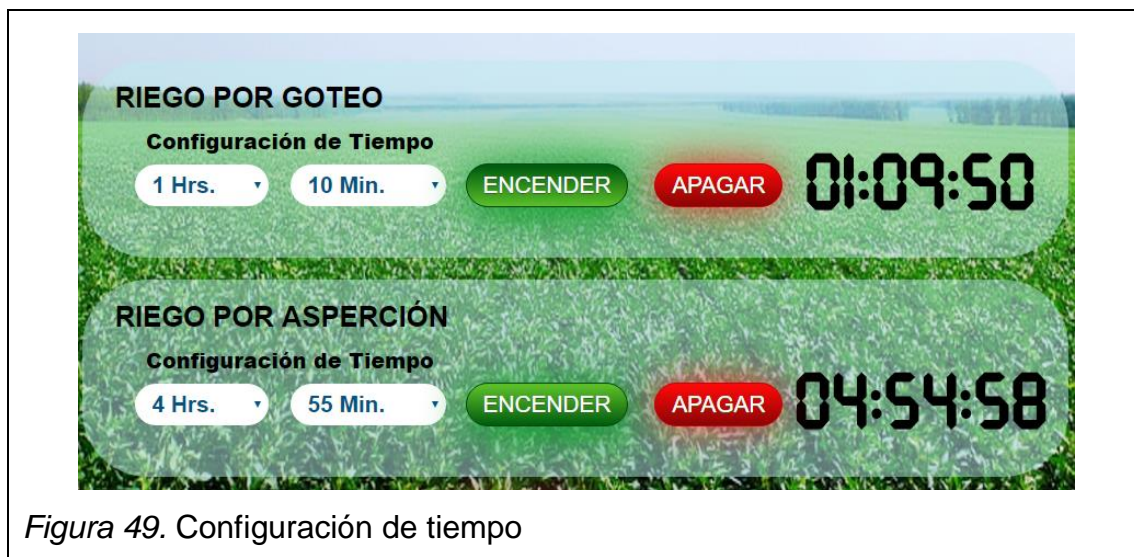 RIEGO POR GOTEO
Configuración de Tiempo
1 Hrs. 10 Min. ENCENDER APAGAR 01:09:50
RIEGO POR ASPERCIÓN
Configuración de Tiempo
4 Hrs. 55 Min. ENCENDER APAGAR 04:54:58
Figura 49. Configuración de tiempo